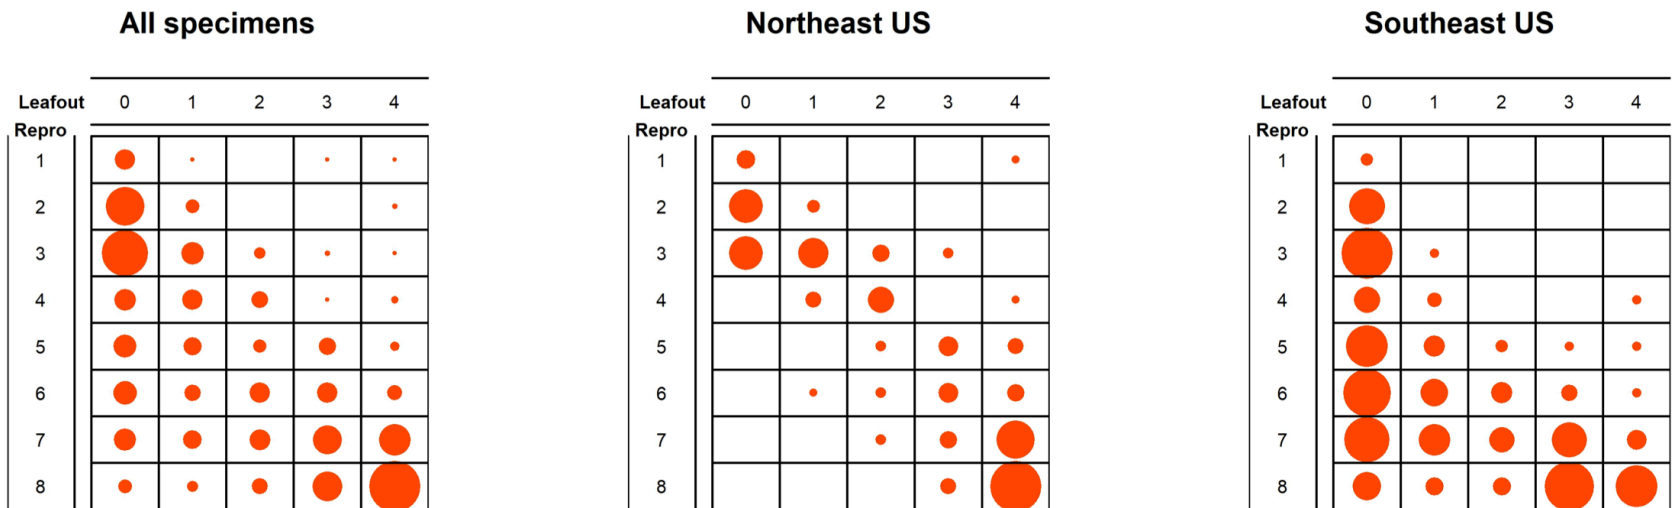 All specimens Northeast US Southeast US
Leafout 0 1 2 3 4 Leafout 0 1 2 3 4 Leafout 0 1 2 3 4
Repro Repro Repro
1 1 1
2 2 2
3 3 3
4 4 4
5 5 5
6 6 6
7 7 7
8 8 8